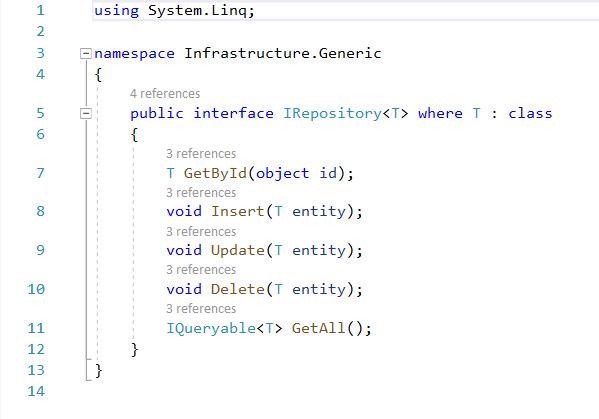 1 using System.Linq;
2
3 namespace Infrastructure.Generic
4 {
4 references
5 public interface IRepository<T> where T : class
6 {
3 references
7 T GetById(object id);
3 references
8 void Insert(T entity);
3 references
9 void Update(T entity);
3 references
10 void Delete(T entity);
3 references
11 IQueryable<T> GetAll();
12 }
13 }
14